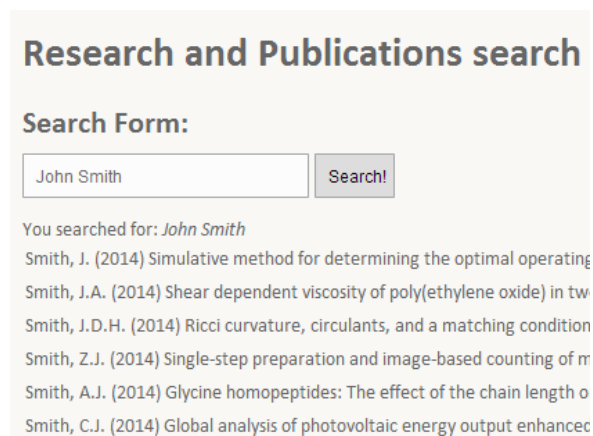 Research and Publications search
Search Form:
John Smith Search!
You searched for: John Smith
Smith, J. (2014) Simulative method for determining the optimal operating
Smith, J.A. (2014) Shear dependent viscosity of poly(ethylene oxide) in
Smith, J.D.H. (2014) Ricci curvature, circulants, and a matching condition
Smith, Z.J. (2014) Single-step preparation and image-based counting of
Smith, A.J. (2014) Glycine homopeptides: The effect of the chain length
Smith, C.J. (2014) Global analysis of photovoltaic energy output enhanced